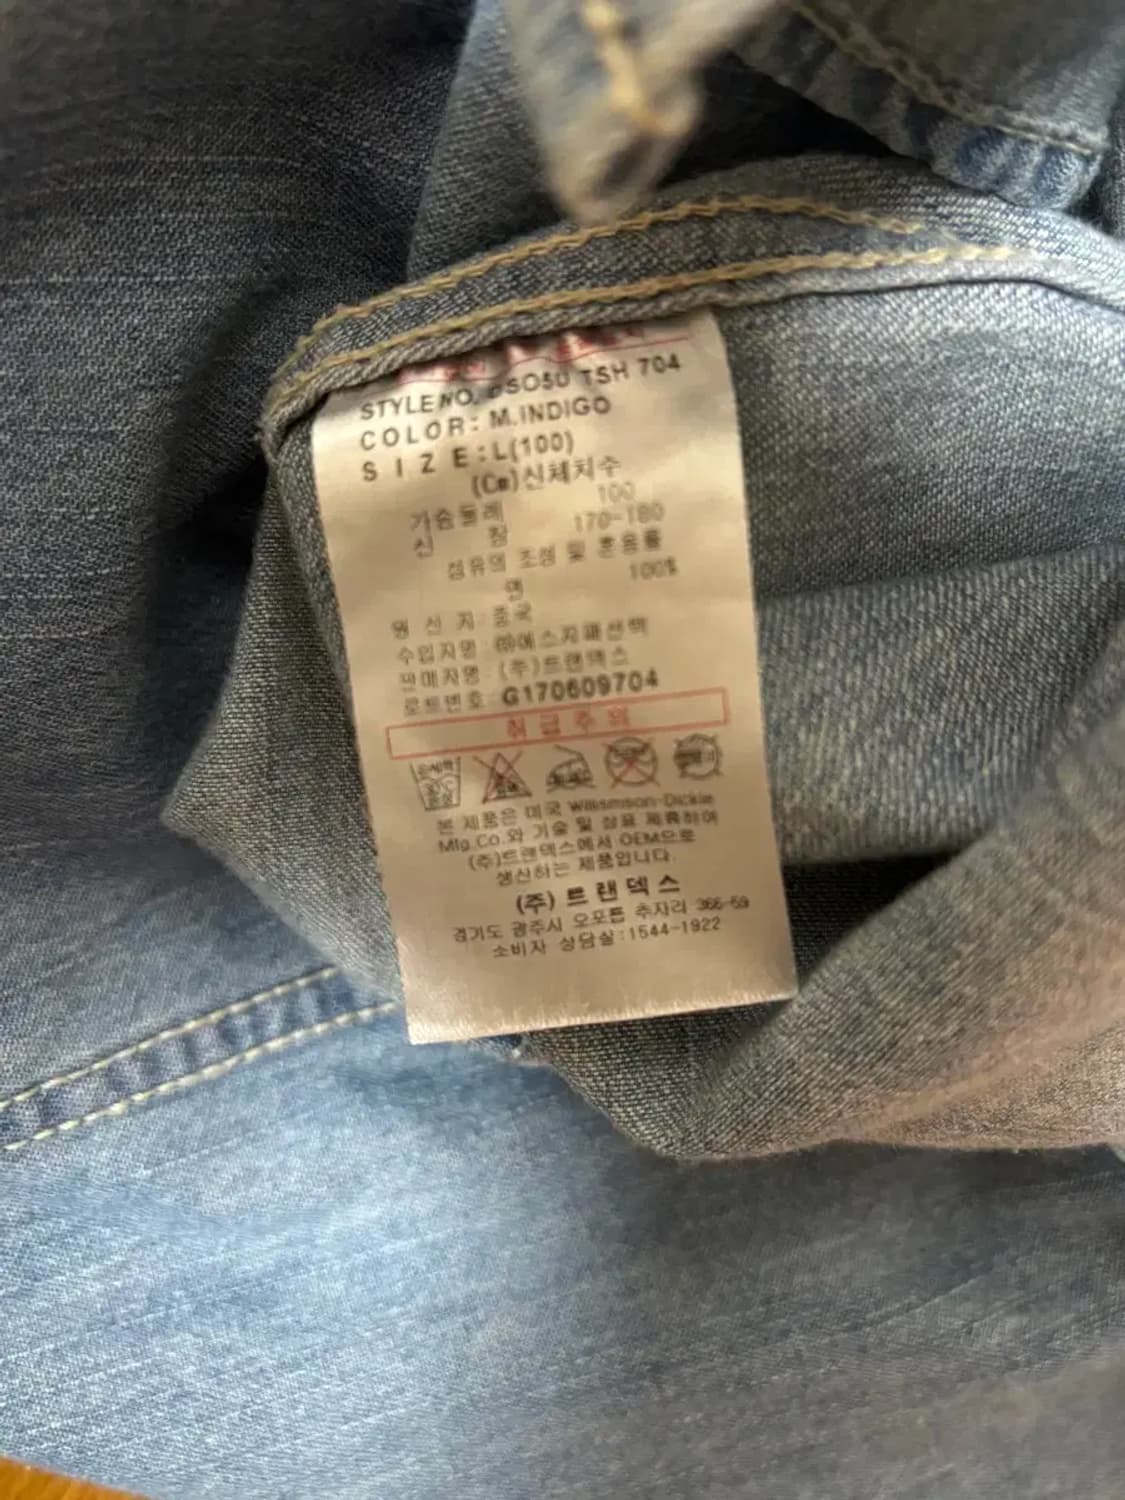 STYLE NO. DSO50 TSH 704
COLOR: M.INDIGO
SIZE:L(100)
(Cm)신체치수
가슴둘레 100
신 장 170-180
섬유의 조성 및 혼용률
면 100%
원 산 지: 중국
수입자명: ㈜에스지패션텍
판매자명: (주)트랜덱스
로트번호 G170609704
취급주의
본 제품은 미국 Williamson-Dickie
Mfg.Co.와 기술 및 상표 제휴하여
(주)트랜덱스에서 OEM으로
생산하는 제품입니다.
(주)트랜덱스
경기도 광주시 오포읍 추자리 366-59
소비자 상담실:1544-1922